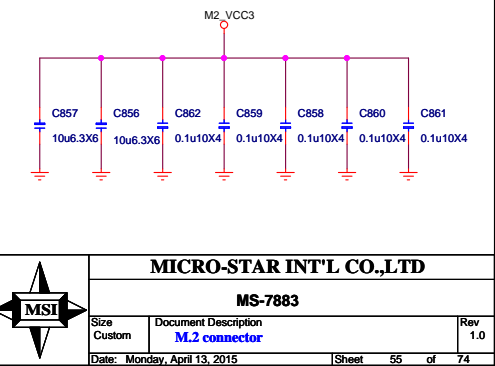 M2_VCC3
C857 C856 C862 C859 C858 C860 C861
10u6.3X6 10u6.3X6 0.1u10X4 0.1u10X4 0.1u10X4 0.1u10X4 0.1u10X4
MSI
MICRO-STAR INT'L CO.,LTD
MS-7883
Size Document Description Rev
Custom M.2 connector 1.0
Date: Monday, April 13, 2015 Sheet 55 of 74